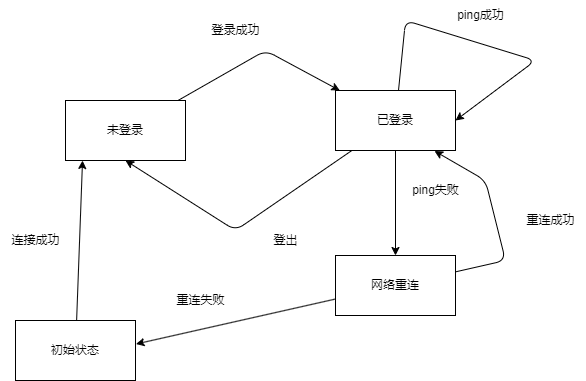 ping成功
登录成功
未登录
已登录
ping失败
重连成功
连接成功
登出
网络重连
重连失败
初始状态